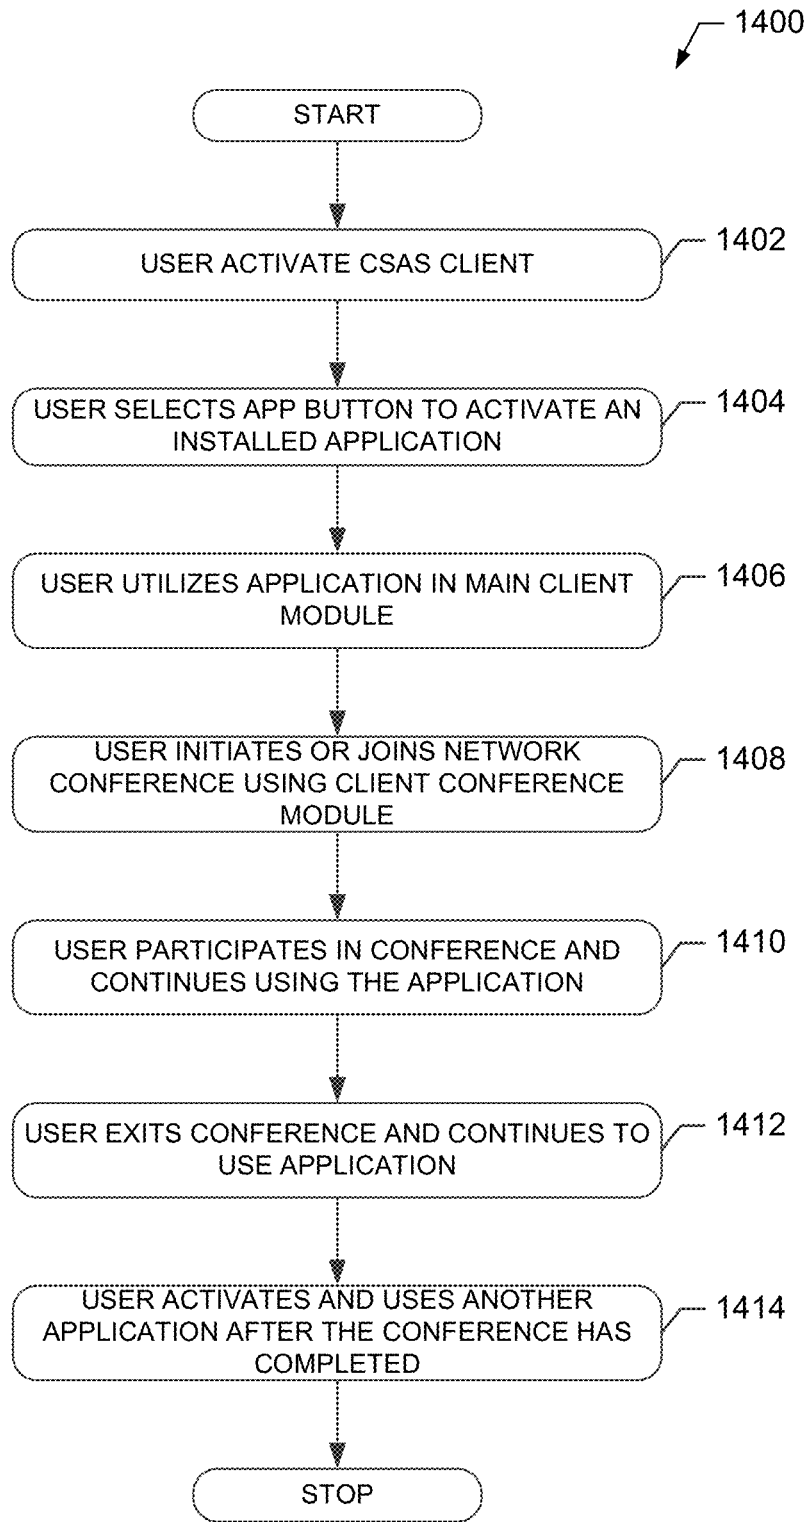 1400
START
1402
USER ACTIVATE CSAS CLIENT
1404
USER SELECTS APP BUTTON TO ACTIVATE AN
INSTALLED APPLICATION
1406
USER UTILIZES APPLICATION IN MAIN CLIENT
MODULE
1408
USER INITIATES OR JOINS NETWORK
CONFERENCE USING CLIENT CONFERENCE
MODULE
1410
USER PARTICIPATES IN CONFERENCE AND
CONTINUES USING THE APPLICATION
1412
USER EXITS CONFERENCE AND CONTINUES TO
USE APPLICATION
1414
USER ACTIVATES AND USES ANOTHER
APPLICATION AFTER THE CONFERENCE HAS
COMPLETED
STOP